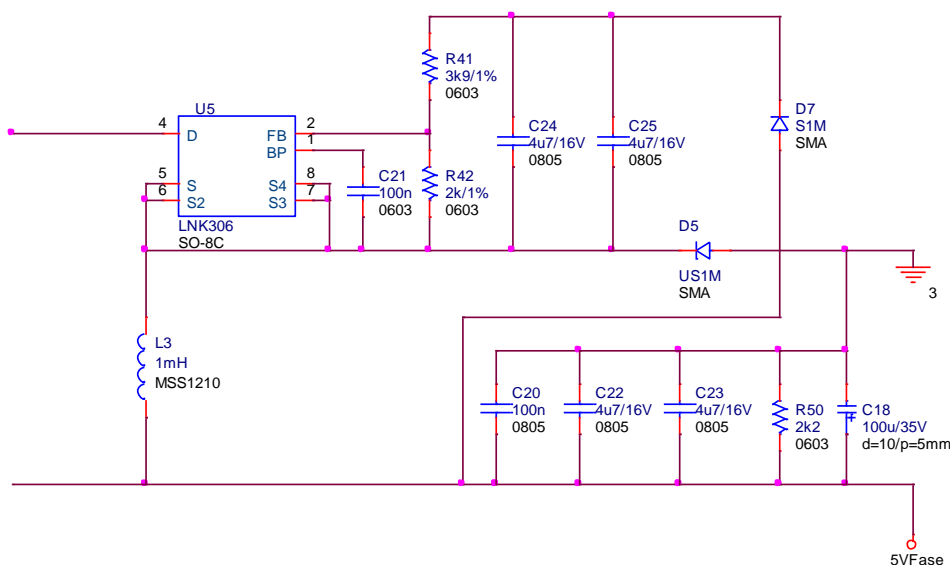 U5
4
D
FB
2
BP
1
5
S
S4
8
6
S2
S3
7
LNK306
SO-8C
R41
3k9/1%
0603
C21
100n
0603
R42
2k/1%
0603
C24
4u7/16V
0805
C25
4u7/16V
0805
D7
S1M
SMA
D5
US1M
SMA
3
L3
1mH
MSS1210
C20
100n
0805
C22
4u7/16V
0805
C23
4u7/16V
0805
R50
2k2
0603
C18
100u/35V
d=10/p=5mm
5VFase